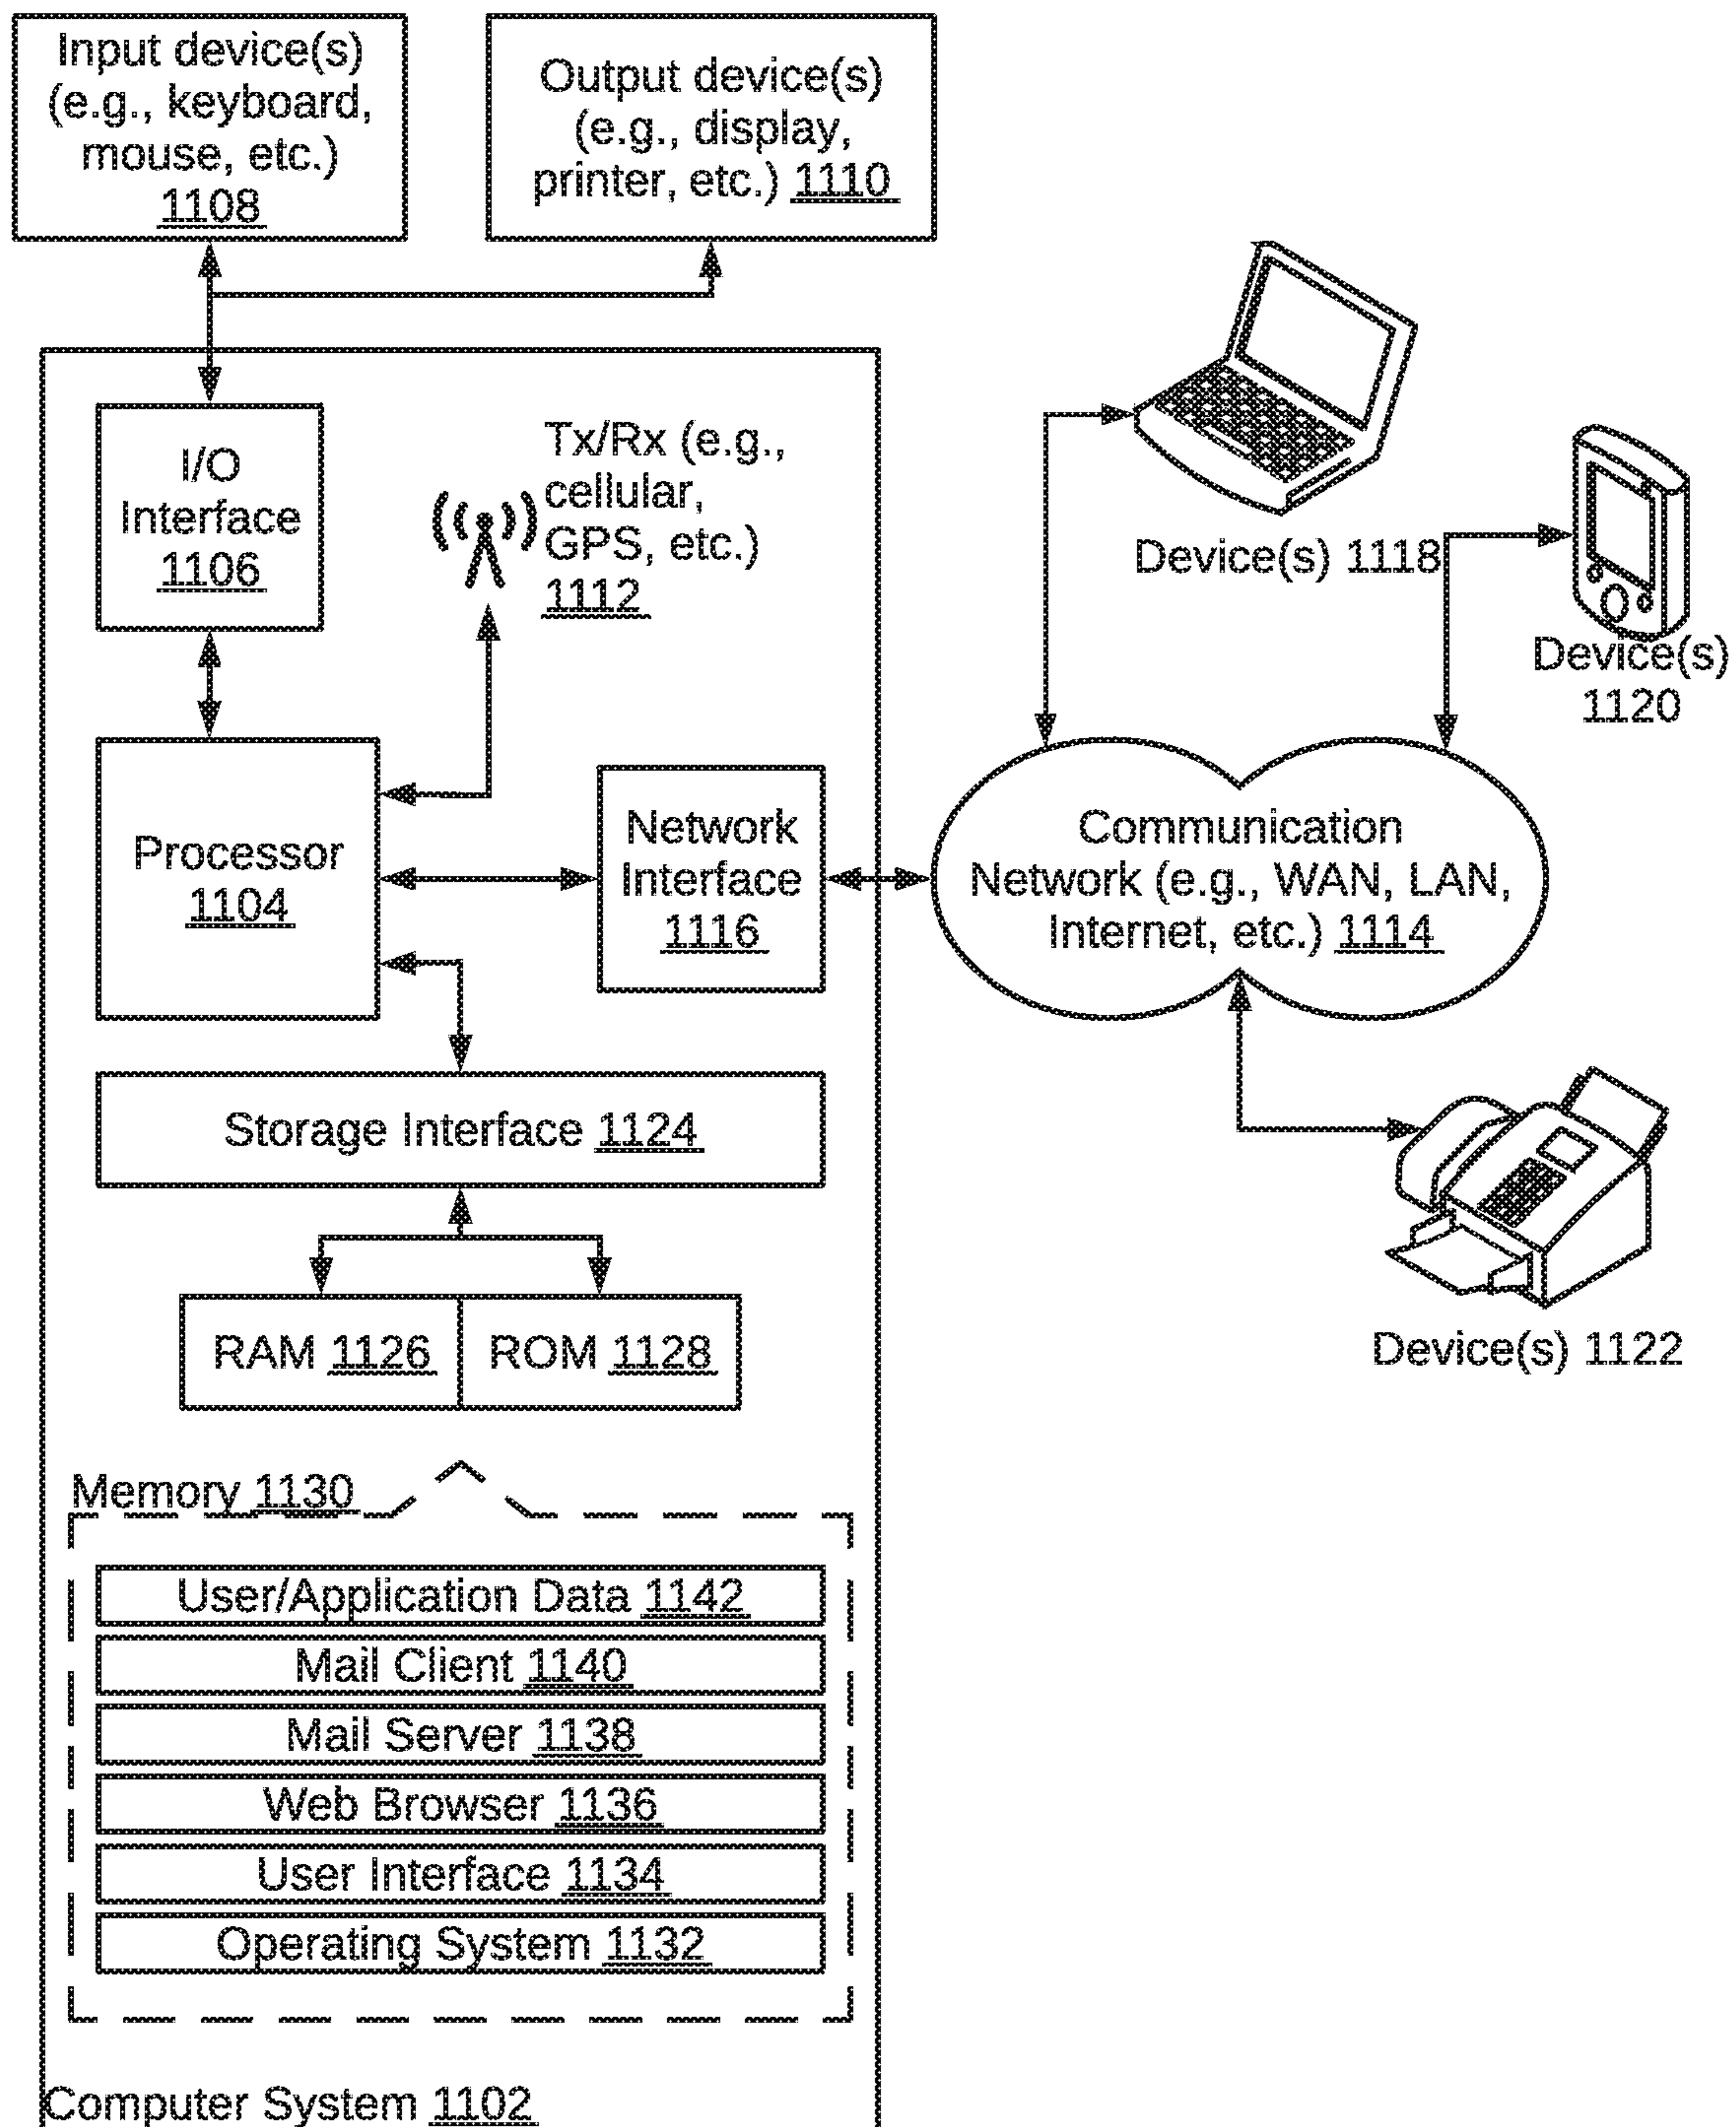 Input device(s)
(e.g., keyboard,
mouse, etc.)
1108
Output device(s)
(e.g., display,
printer, etc.) 1110
I/O
Interface
1106
Tx/Rx (e.g.,
cellular,
GPS, etc.)
1112
Device(s) 1118
Device(s)
1120
Processor
1104
Network
Interface
1116
Communication
Network (e.g., WAN, LAN,
Internet, etc.) 1114
Storage Interface 1124
RAM 1126
ROM 1128
Device(s) 1122
Memory 1130
User/Application Data 1142
Mail Client 1140
Mail Server 1138
Web Browser 1136
User Interface 1134
Operating System 1132
Computer System 1102